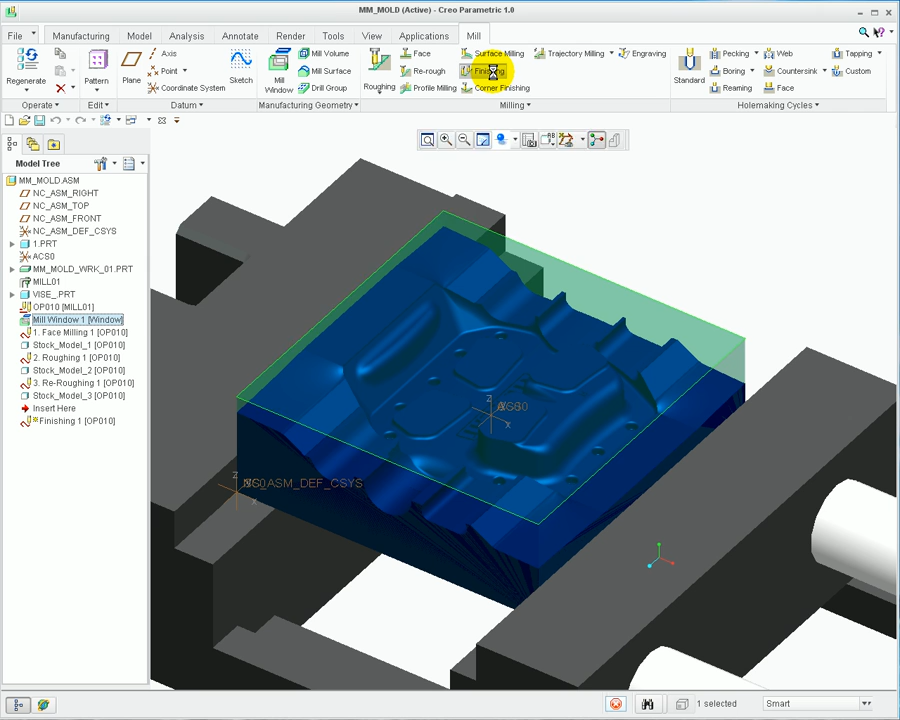 MM_MOLD (Active) - Creo Parametric 1.0
File Manufacturing Model Analysis Annotate Render Tools View Applications Mill
Axis Face Surface Milling Trajectory Milling Engraving Pecking Web Tapping
Mill Volume
Point Re-rough Finishing Boring Countersink Custom
Mill Surface
Coordinate System Profile Milling Corner Finishing Reaming Face
Drill Group
Regenerate Pattern Plane Sketch Mill Window Roughing Standard
Operate Edit Datum Manufacturing Geometry Milling Holemaking Cycles
Model Tree
MM_MOLD.ASM
NC_ASM_RIGHT
NC_ASM_TOP
NC_ASM_FRONT
NC_ASM_DEF_CSYS
1.PRT
ACS0
MM_MOLD_WRK_01.PRT
MILL01
VISE_.PRT
OP010 [MILL01]
Mill Window 1 [Window]
1. Face Milling 1 [OP010]
Stock_Model_1 [OP010]
2. Roughing 1 [OP010]
Stock_Model_2 [OP010]
3. Re-Roughing 1 [OP010]
Stock_Model_3 [OP010]
Insert Here
Finishing 1 [OP010]
Z
X
Z
NC_ASM_DEF_CSYS
X
1 selected
Smart